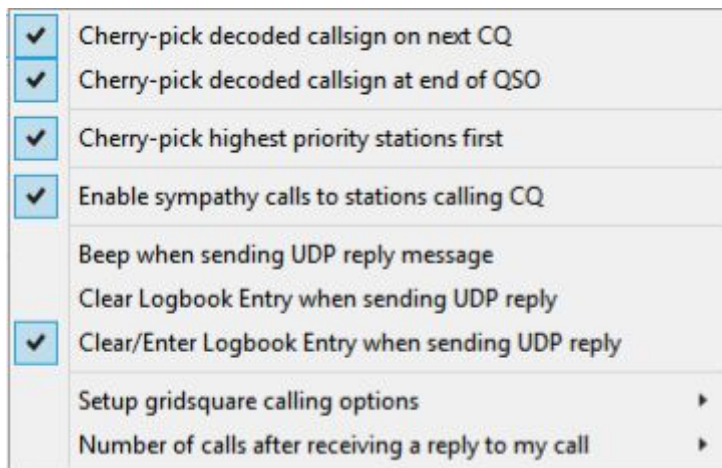 Cherry-pick decoded callsign on next CQ
Cherry-pick decoded callsign at end of QSO
Cherry-pick highest priority stations first
Enable sympathy calls to stations calling CQ
Beep when sending UDP reply message
Clear Logbook Entry when sending UDP reply
Clear/Enter Logbook Entry when sending UDP reply
Setup gridsquare calling options
Number of calls after receiving a reply to my call